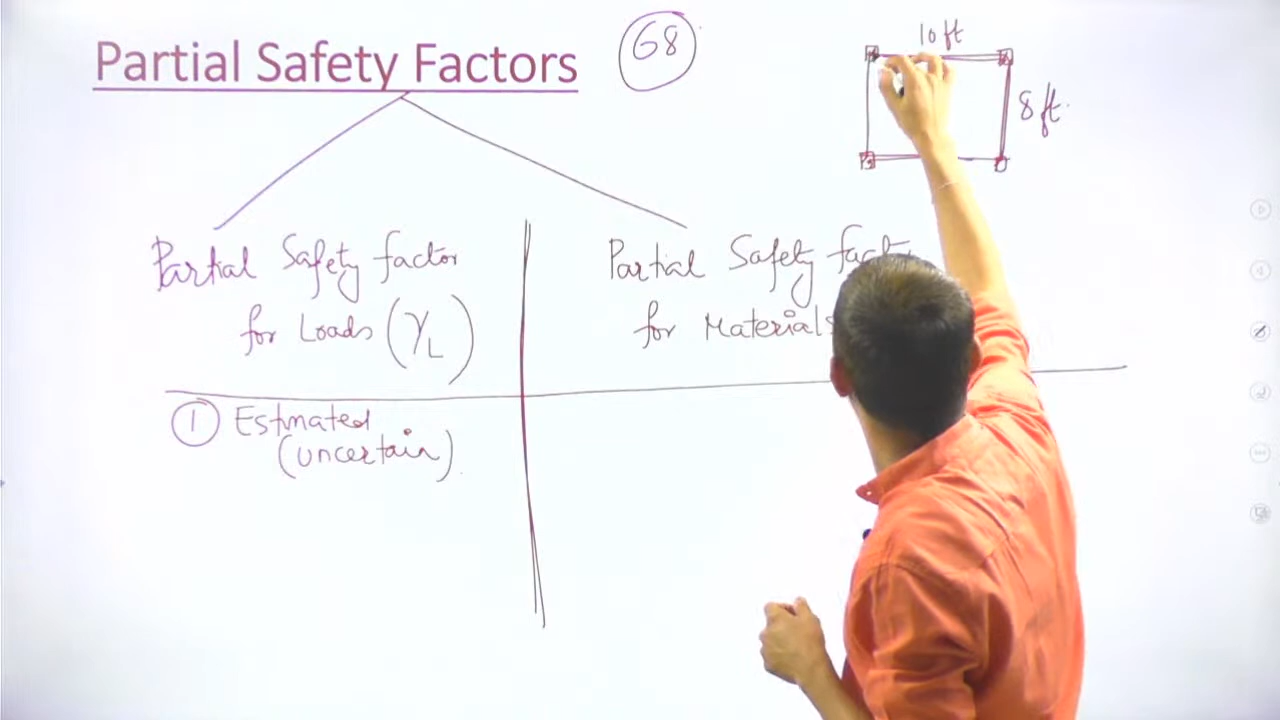 Partial Safety Factors
68
10 ft
8 ft.
Partial Safety factor
for Loads (γL)
Partial Safety
for Materials
① Estimated
(uncertain)